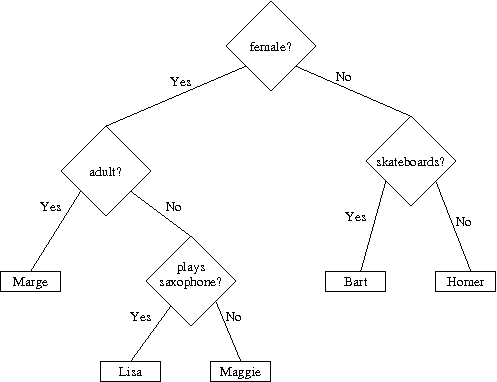 female?
Yes
No
adult?
skateboards?
Yes
No
Yes
No
Marge
plays
saxophone?
Bart
Homer
Yes
No
Lisa
Maggie